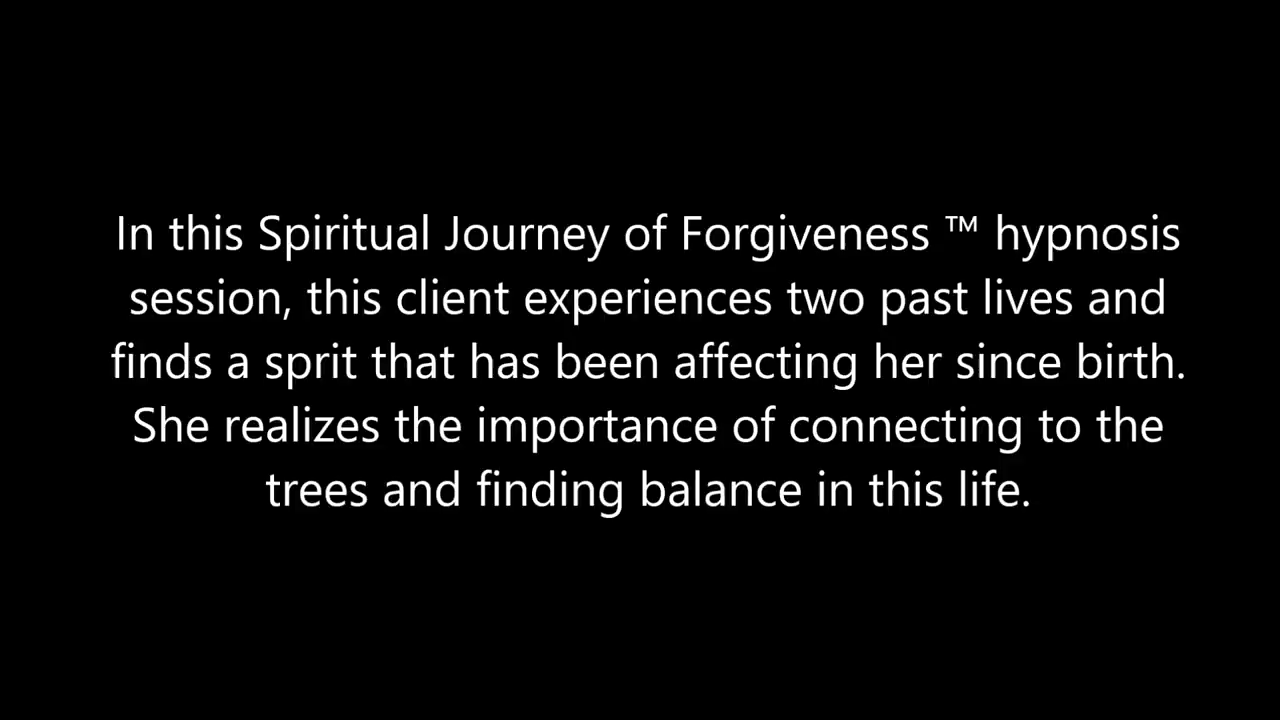 In this Spiritual Journey of Forgiveness ™ hypnosis
session, this client experiences two past lives and
finds a sprit that has been affecting her since birth.
She realizes the importance of connecting to the
trees and finding balance in this life.